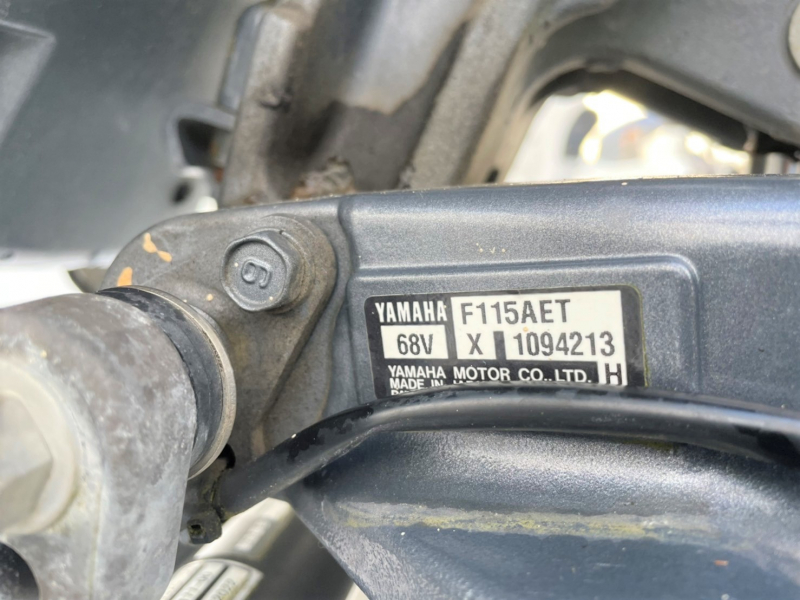 6
YAMAHA F115AET
68V X 1094213
YAMAHA MOTOR CO., LTD. H
MADE IN